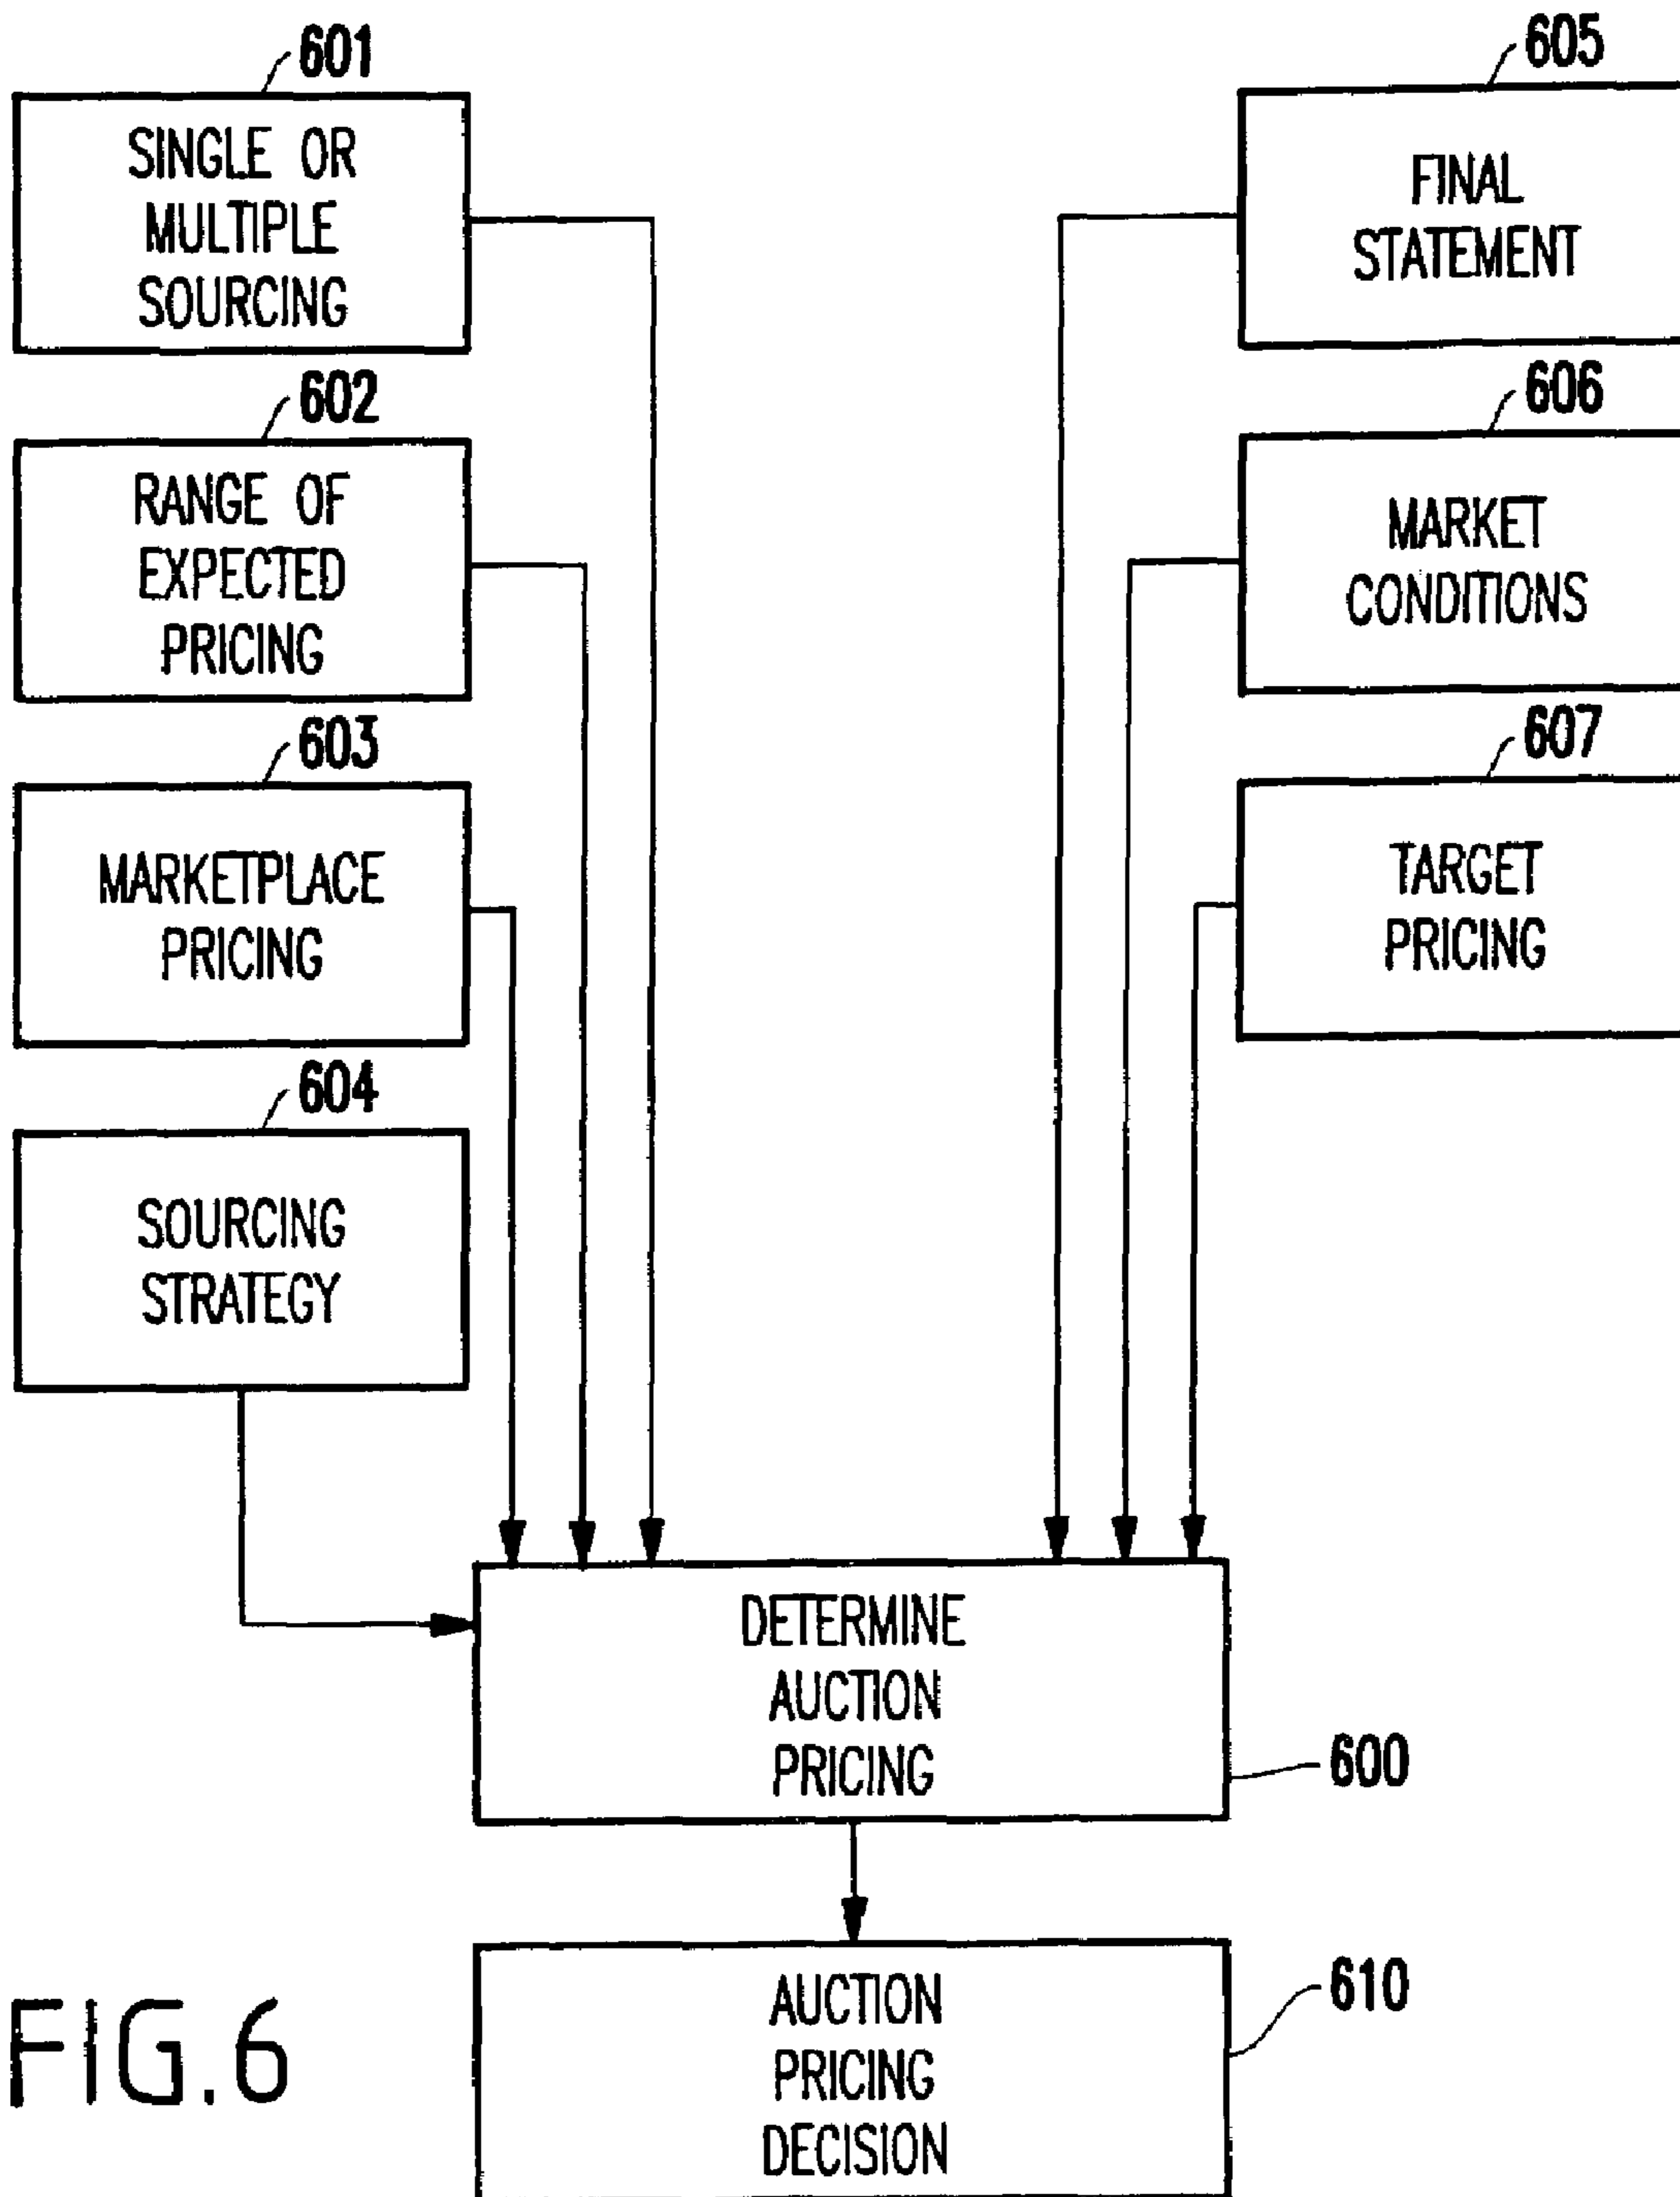 601
SINGLE OR
MULTIPLE
SOURCING
602
RANGE OF
EXPECTED
PRICING
603
MARKETPLACE
PRICING
604
SOURCING
STRATEGY
605
FINAL
STATEMENT
606
MARKET
CONDITIONS
607
TARGET
PRICING
DETERMINE
AUCTION
PRICING
600
AUCTION
PRICING
DECISION
610
FIG.6